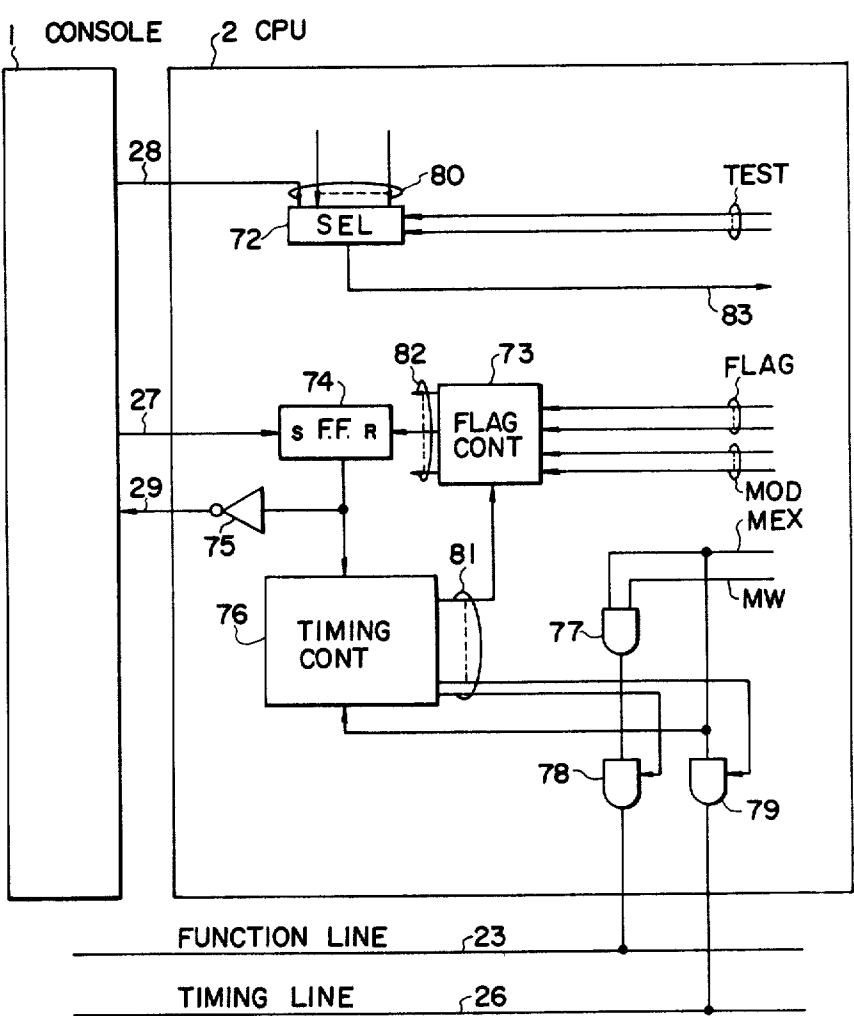 1 CONSOLE
2 CPU
28
80
TEST
SEL
72
83
82
73
FLAG
27
74
S F.F. R
FLAG
CONT
29
75
MOD
MEX
81
MW
76
TIMING
CONT
77
78
79
FUNCTION LINE
23
TIMING LINE
26